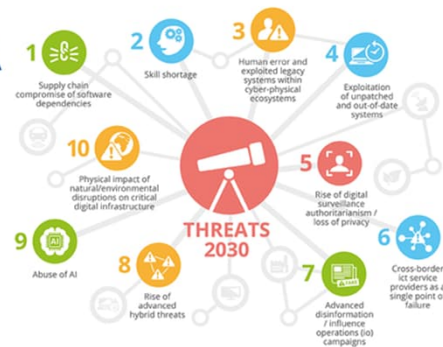 1
Supply chain
compromise of software
dependencies
2
Skill shortage
3
Human error and
exploited legacy
systems within
cyber-physical
ecosystems
4
Exploitation
of unpatched
and out-of-date
systems
10
Physical impact of
natural/environmental
disruptions on critical
digital infrastructure
5
Rise of digital
surveillance
authoritarianism /
loss of privacy
THREATS
2030
9
AI
Abuse of AI
8
Rise of
advanced
hybrid threats
7
FAKE
Advanced
disinformation
/ influence
operations (io)
campaigns
6
Cross-border
ict service
providers as a
single point of
failure